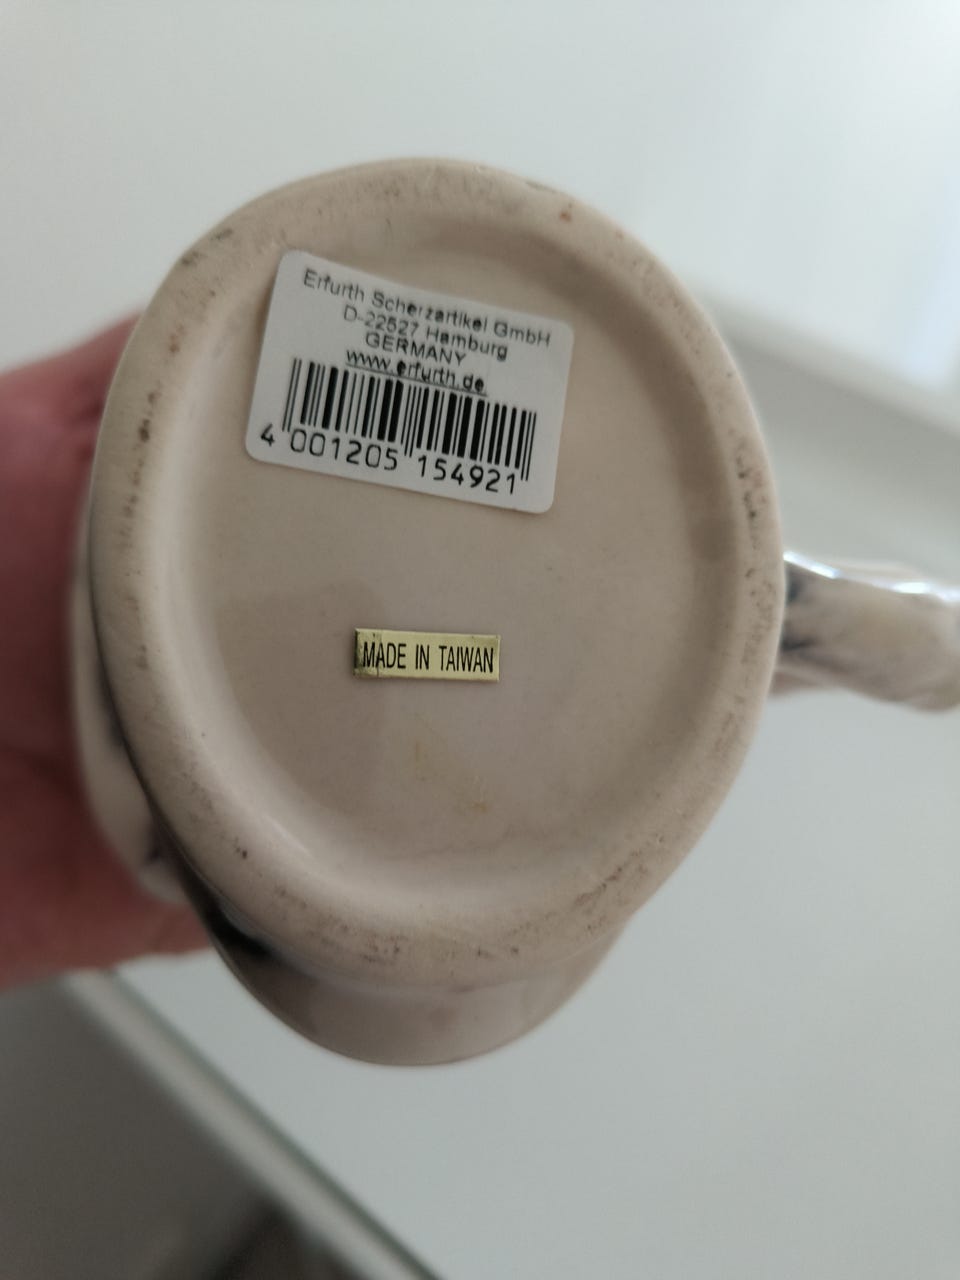 Erfurth Scherzartikel GmbH
D-22527 Hamburg
GERMANY
www.erfurth.de
4 001205 154921
MADE IN TAIWAN